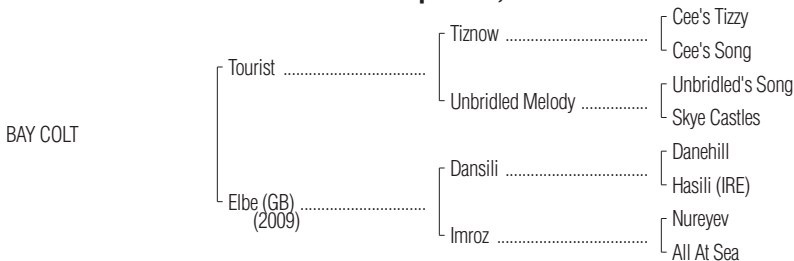 Cee's Tizzy
Tiznow ................................
Cee's Song
Tourist ................................
Unbridled's Song
Unbridled Melody ...............
Skye Castles
BAY COLT
Danehill
Dansili ................................
Hasili (IRE)
Elbe (GB) ............................
(2009)
Nureyev
Imroz ..................................
All At Sea